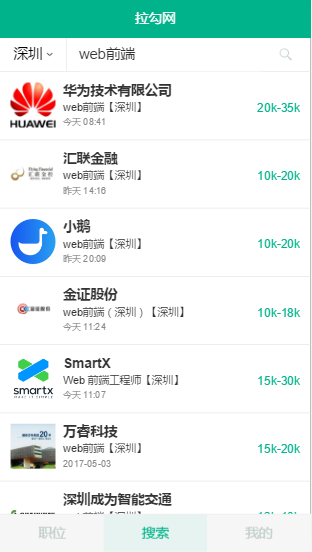 拉勾网
深圳
web前端
华为技术有限公司
web前端【深圳】
今天 08:41
20k-35k
HUAWEI
汇联金融
web前端【深圳】
昨天 14:16
10k-20k
小鹅
web前端【深圳】
昨天 20:09
10k-20k
金证股份
web前端（深圳）【深圳】
今天 11:24
10k-18k
SmartX
Web 前端工程师【深圳】
今天 11:07
15k-30k
smartx
MAKE IT SIMPLE
万睿科技
web前端【深圳】
2017-05-03
15k-20k
深圳成为智能交通
职位
搜索
我的